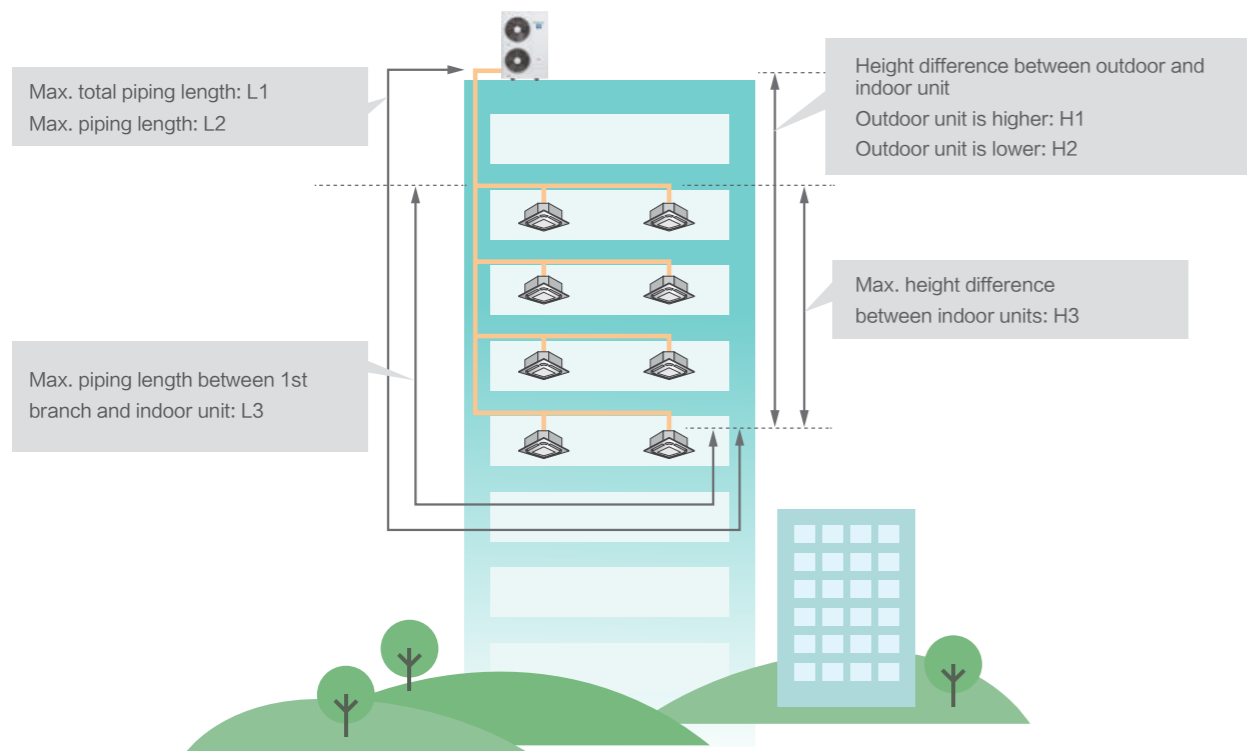 Max. total piping length: L1
Max. piping length: L2
Height difference between outdoor and
indoor unit
Outdoor unit is higher: H1
Outdoor unit is lower: H2
Max. height difference
between indoor units: H3
Max. piping length between 1st
branch and indoor unit: L3